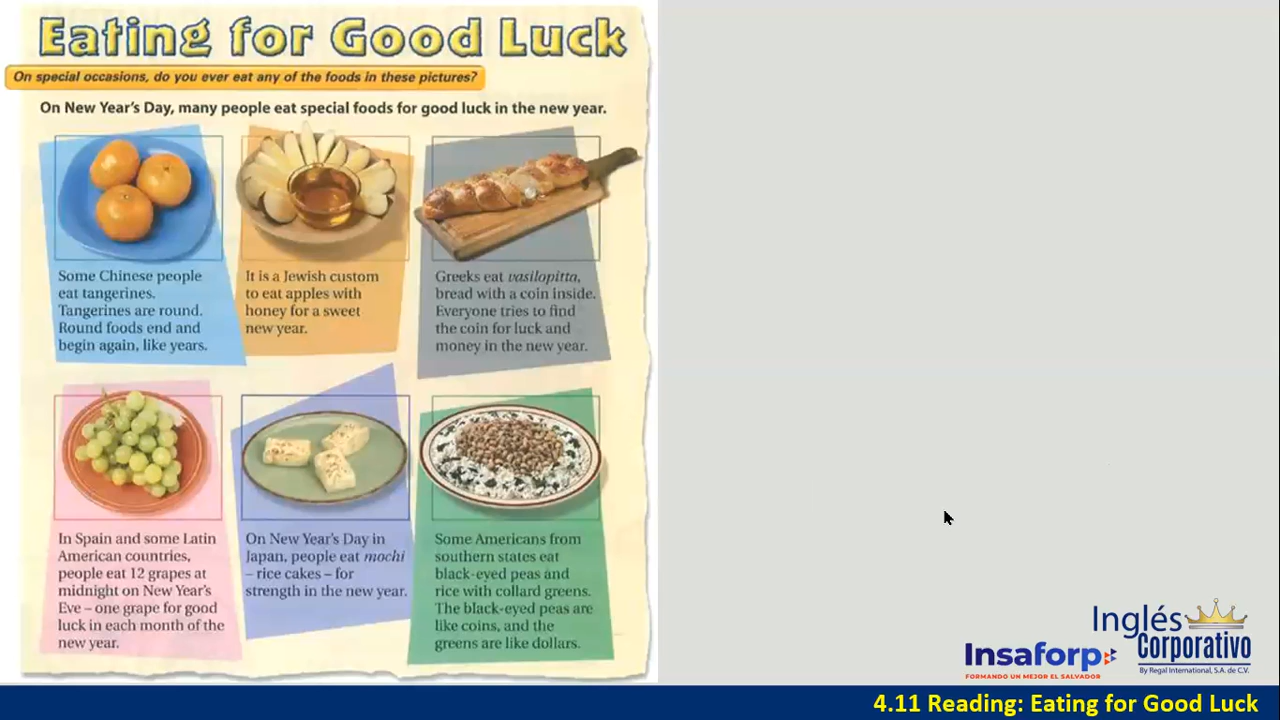 Eating for Good Luck
On special occasions, do you ever eat any of the foods in these pictures?
On New Year's Day, many people eat special foods for good luck in the new year.
Some Chinese people
eat tangerines.
Tangerines are round.
Round foods end and
begin again, like years.
It is a Jewish custom
to eat apples with
honey for a sweet
new year.
Greeks eat vasilopitta,
bread with a coin inside.
Everyone tries to find
the coin for luck and
money in the new year.
In Spain and some Latin
American countries,
people eat 12 grapes at
midnight on New Year's
Eve – one grape for good
luck in each month of the
new year.
On New Year's Day in
Japan, people eat mochi
– rice cakes – for
strength in the new year.
Some Americans from
southern states eat
black-eyed peas and
rice with collard greens.
The black-eyed peas are
like coins, and the
greens are like dollars.
Inglés
Corporativo
By Regal International, S.A. de C.V.
Insaforp
FORMANDO UN MEJOR EL SALVADOR
4.11 Reading: Eating for Good Luck